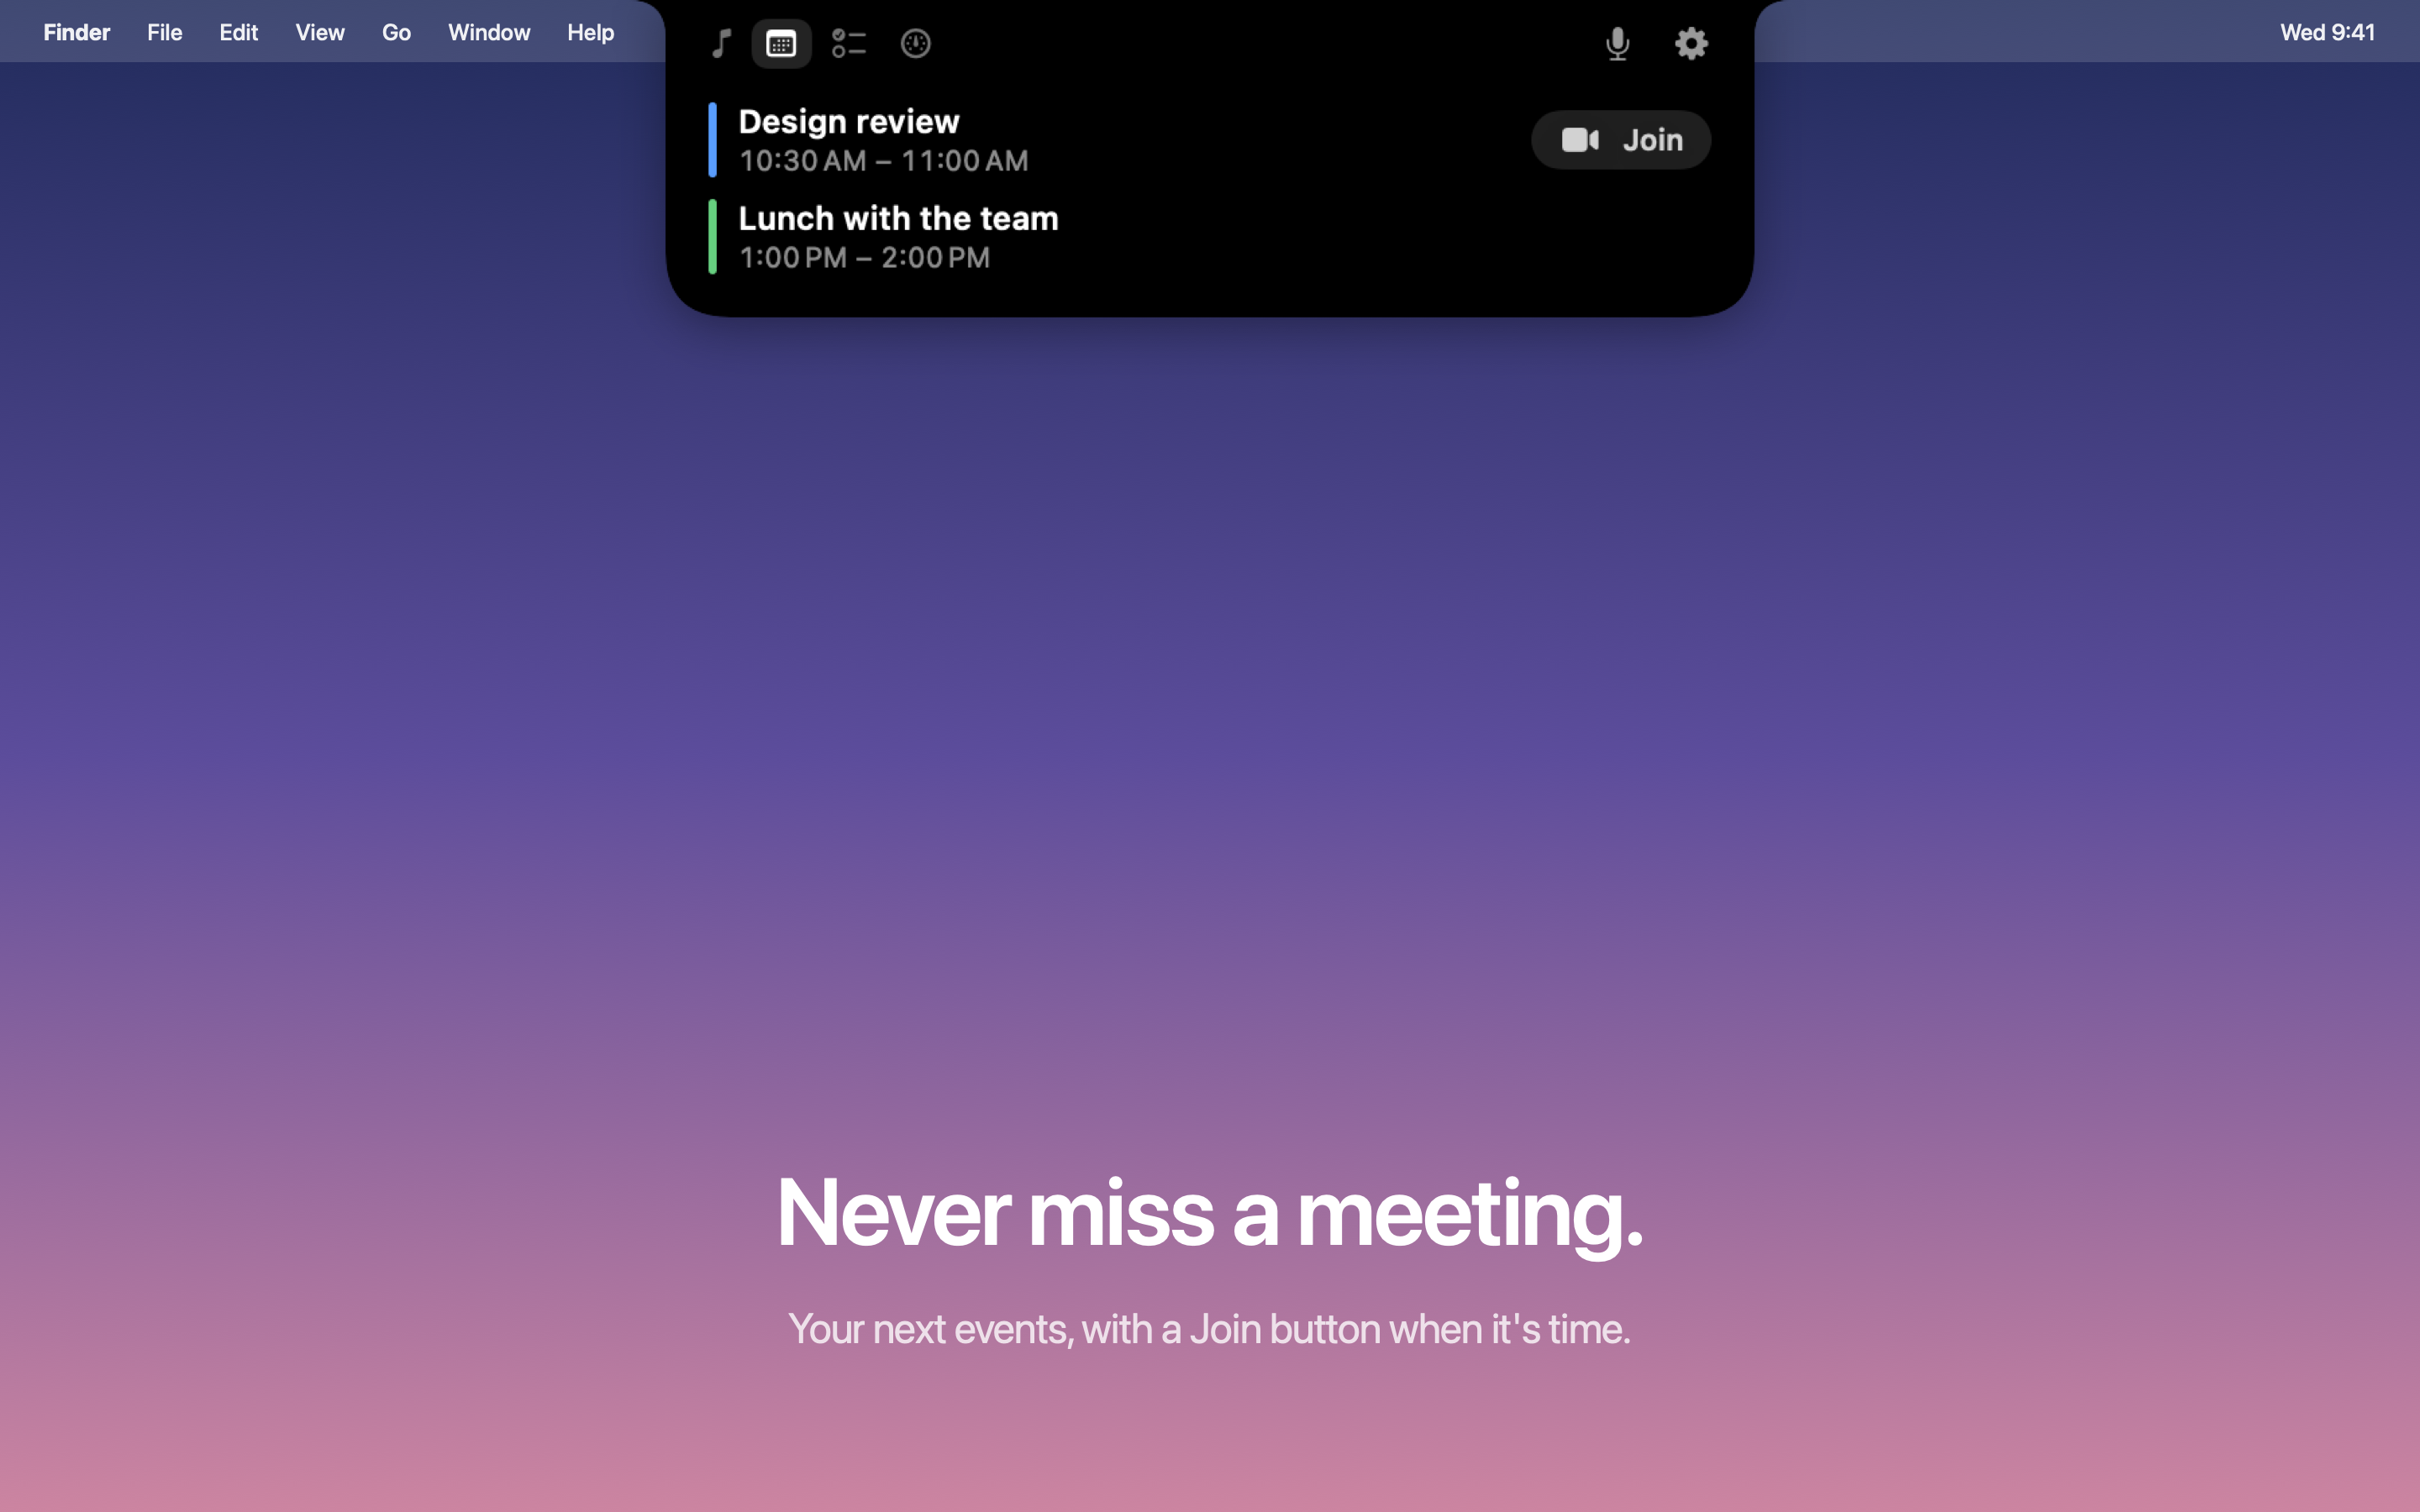 Finder File Edit View Go Window Help
Wed 9:41
Design review
10:30 AM – 11:00 AM
Join
Lunch with the team
1:00 PM – 2:00 PM
Never miss a meeting.
Your next events, with a Join button when it's time.